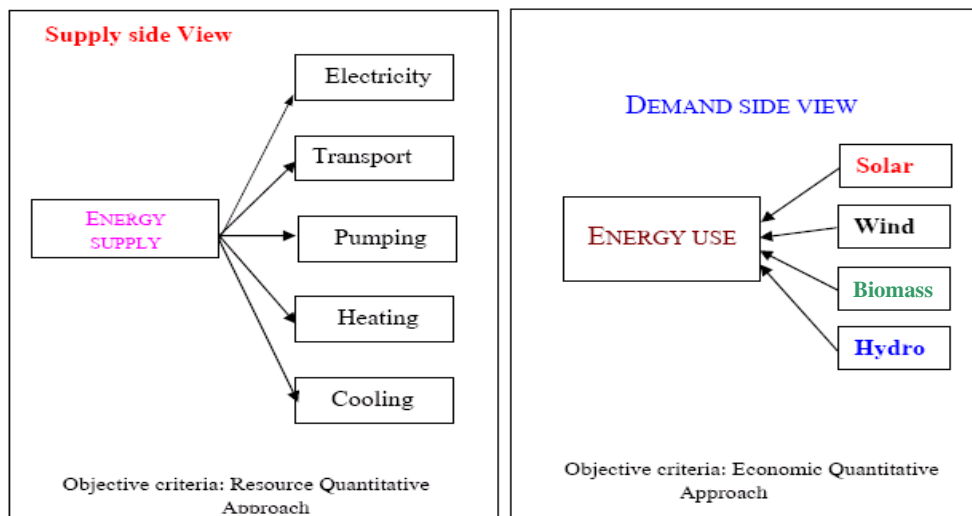 Supply side View
Electricity
Transport
ENERGY
SUPPLY
Pumping
Heating
Cooling
Objective criteria: Resource Quantitative
Approach
DEMAND SIDE VIEW
Solar
Wind
ENERGY USE
Biomass
Hydro
Objective criteria: Economic Quantitative
Approach